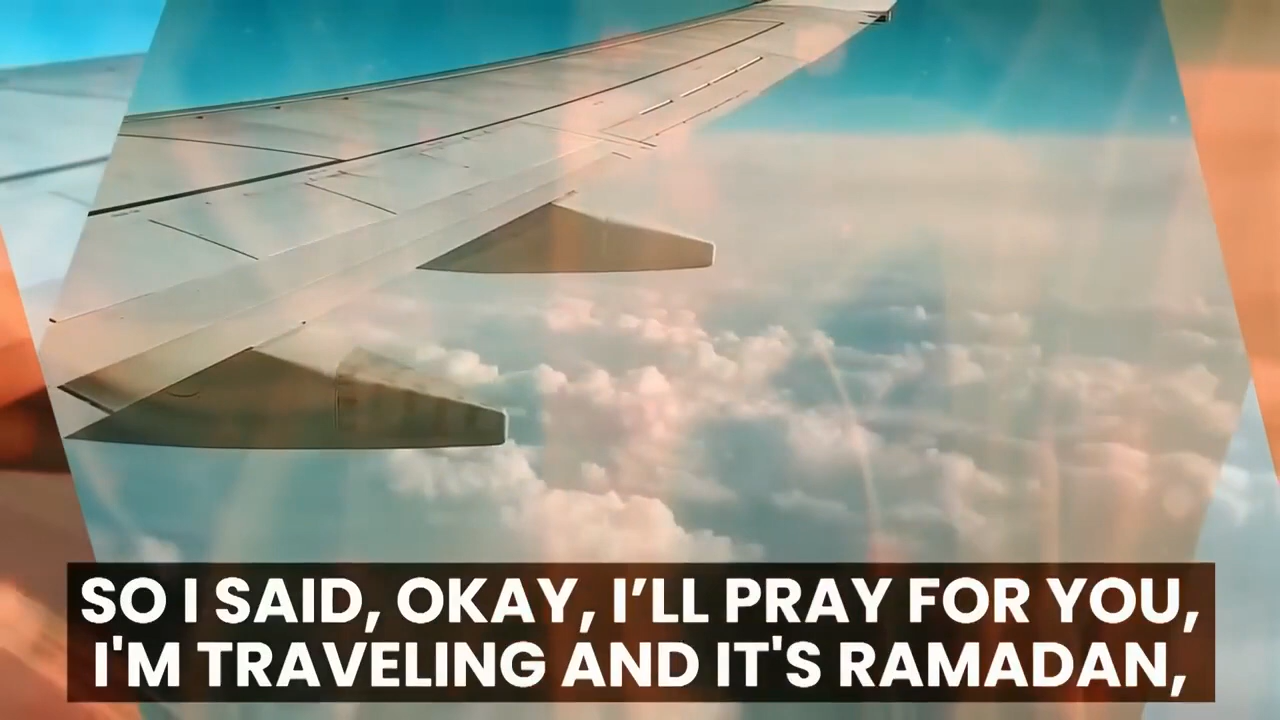 SO I SAID, OKAY, I’LL PRAY FOR YOU,
I'M TRAVELING AND IT'S RAMADAN,